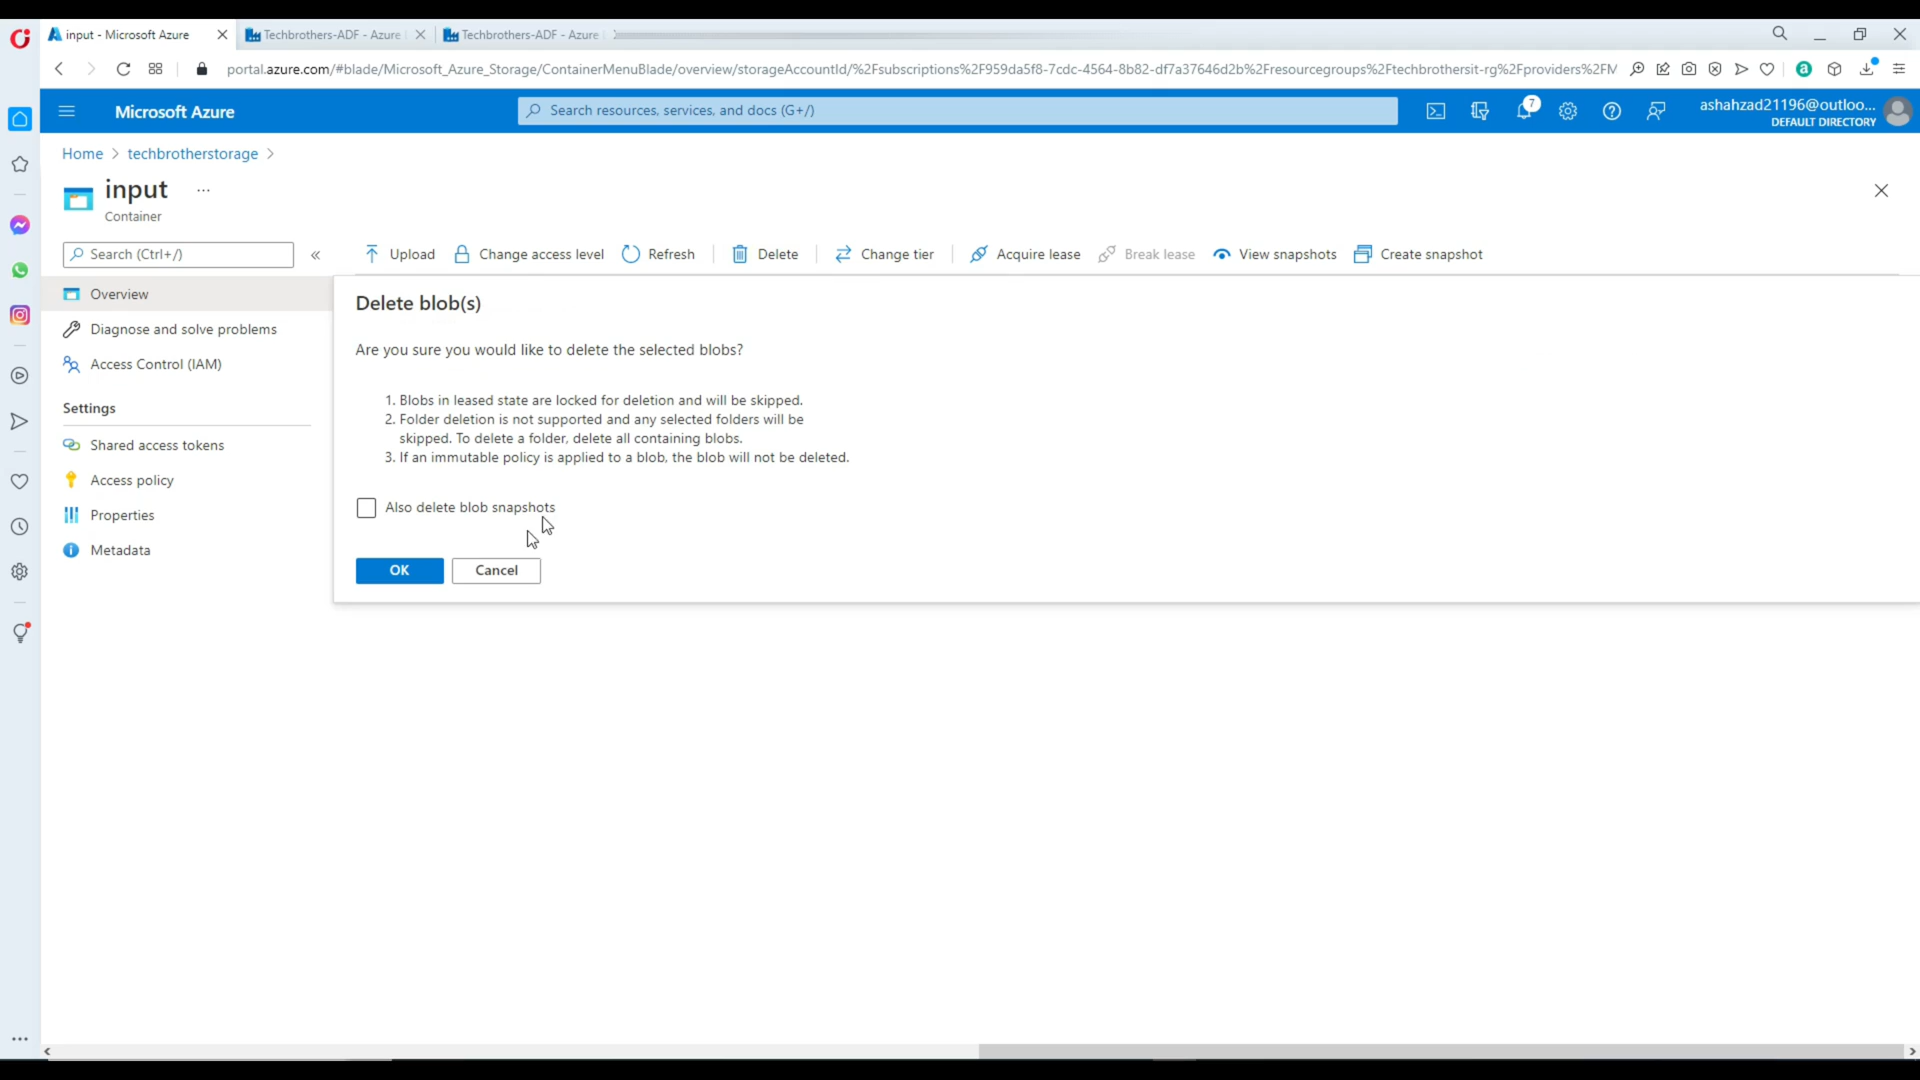 input - Microsoft Azure
Techbrothers-ADF - Azure
Techbrothers-ADF - Azure
portal.azure.com/#blade/Microsoft_Azure_Storage/ContainerMenuBlade/overview/storageAccountId/%2Fsubscriptions%2F959da5f8-7cdc-4564-8b82-df7a37646d2b%2Fresourcegroups%2Ftechbrothersit-rg%2Fproviders%2FM
Microsoft Azure
Search resources, services, and docs (G+/)
7
ashahzad21196@outloo...
DEFAULT DIRECTORY
Home > techbrotherstorage >
input ...
Container
Search (Ctrl+/)
«
Upload
Change access level
Refresh
Delete
Change tier
Acquire lease
Break lease
View snapshots
Create snapshot
Overview
Diagnose and solve problems
Access Control (IAM)
Settings
Shared access tokens
Access policy
Properties
Metadata
Delete blob(s)
Are you sure you would like to delete the selected blobs?
1. Blobs in leased state are locked for deletion and will be skipped.
2. Folder deletion is not supported and any selected folders will be
skipped. To delete a folder, delete all containing blobs.
3. If an immutable policy is applied to a blob, the blob will not be deleted.
Also delete blob snapshots
OK
Cancel